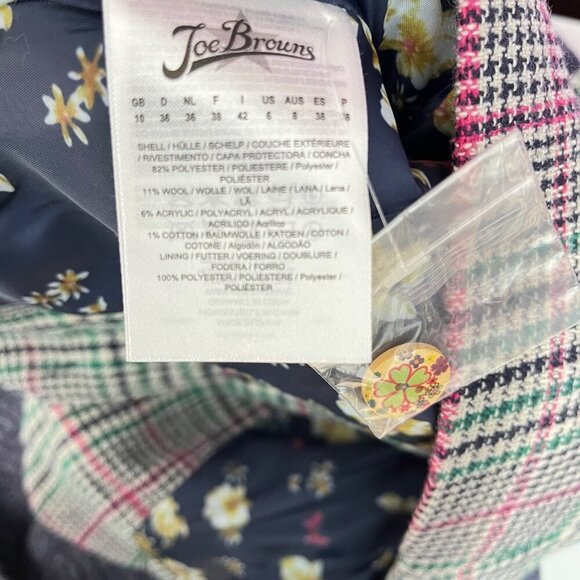 Joe Browns
GB D NL F I US AUS ES P
10 36 36 38 42 6 8 38 38
SHELL / HÜLLE / SCHELP / COUCHE EXTÉRIEURE
/ RIVESTIMENTO / CAPA PROTECTORA / CONCHA
82% POLYESTER / POLIESTERE / Polyester /
POLIÉSTER
11% WOOL / WOLLE / WOL / LAINE / LANA / Lana /
LÃ
6% ACRYLIC / POLYACRYL / ACRYL / ACRYLIQUE /
ACRILICO / Acrílico
1% COTTON / BAUMWOLLE / KATOEN / COTON /
COTONE / Algodón / ALGODÃO
LINING / FUTTER / VOERING / DOUBLURE /
FODERA / FORRO
100% POLYESTER / POLIESTERE / Polyester /
POLIÉSTER